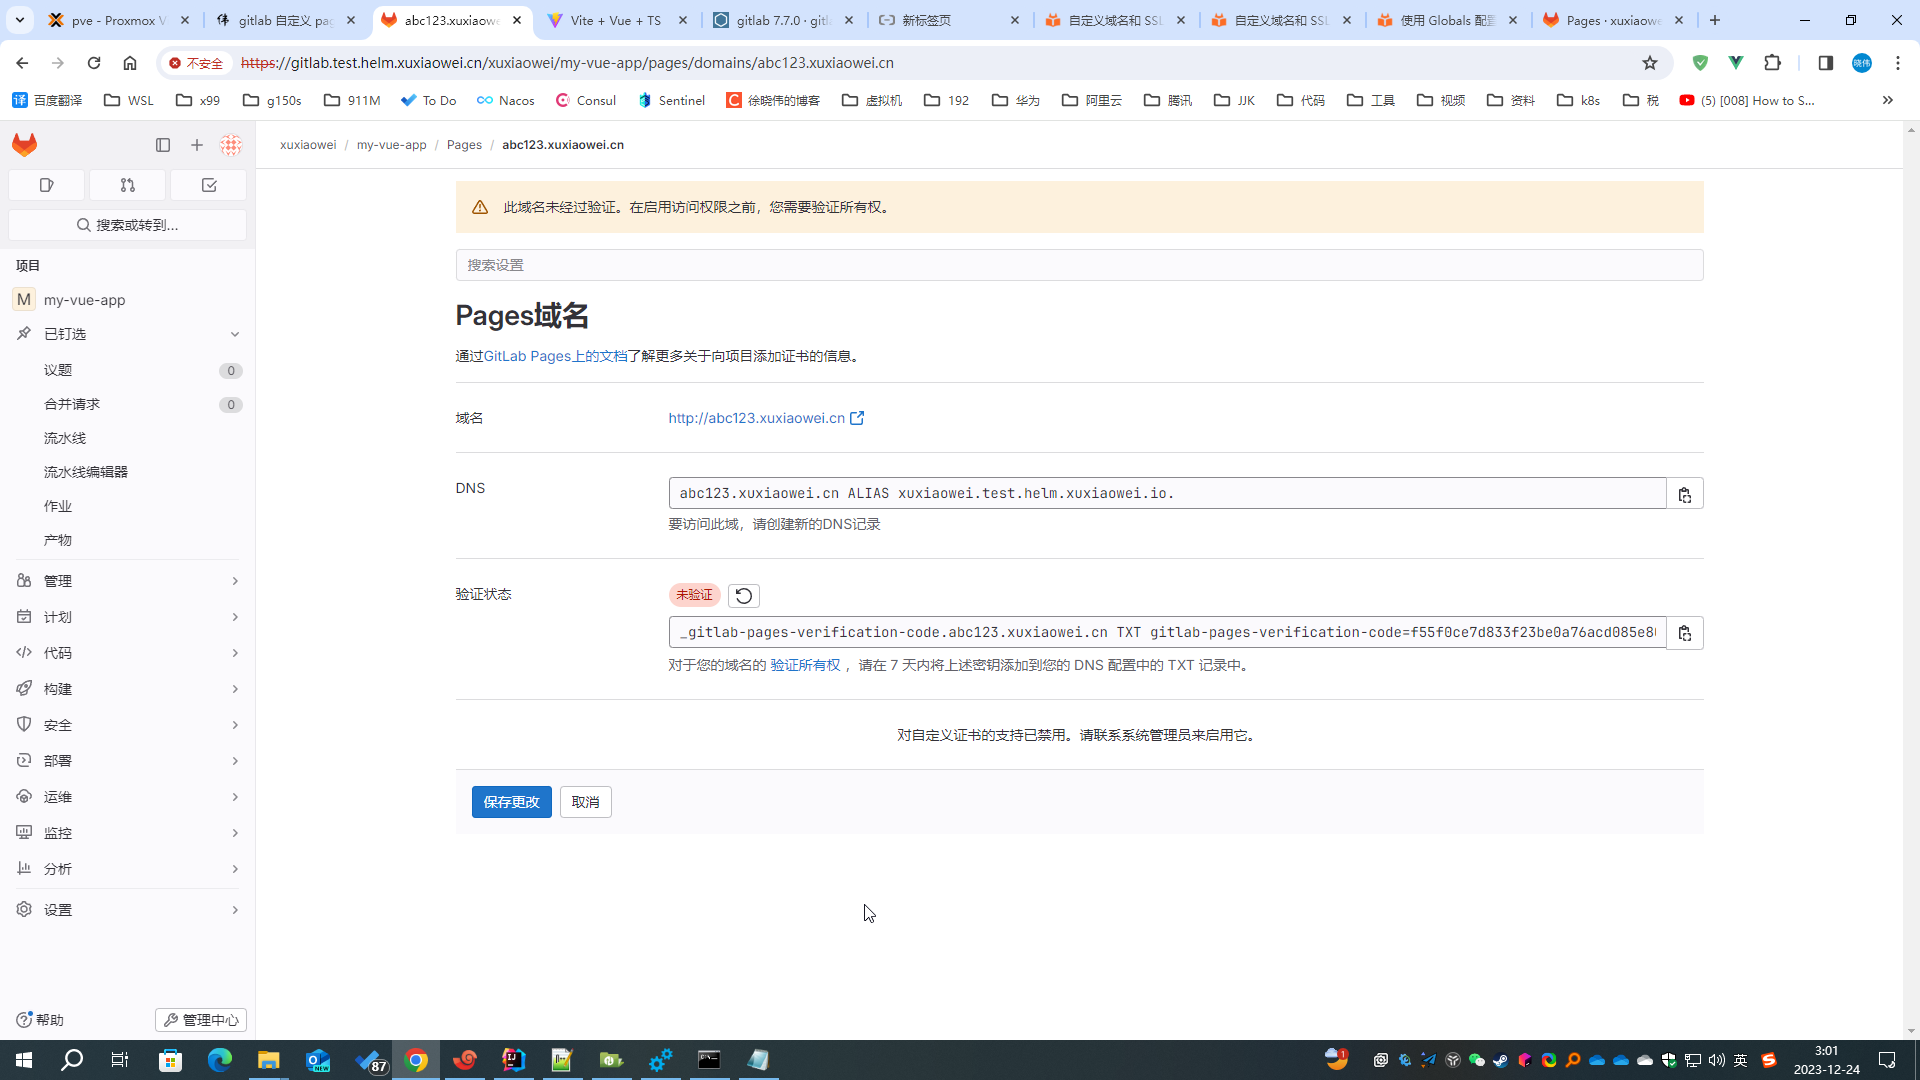 pve - Proxmox V
gitlab 自定义 pag
abc123.xuxiaowe
Vite + Vue + TS
gitlab 7.7.0 · gitl
新标签页
自定义域名和 SSL
自定义域名和 SSL
使用 Globals 配置
Pages · xuxiaowe
不安全
https://gitlab.test.helm.xuxiaowei.cn/xuxiaowei/my-vue-app/pages/domains/abc123.xuxiaowei.cn
晓伟
百度翻译
WSL
x99
g150s
911M
To Do
Nacos
Consul
Sentinel
徐晓伟的博客
虚拟机
192
华为
阿里云
腾讯
JJK
代码
工具
视频
资料
k8s
税
(5) [008] How to S...
xuxiaowei / my-vue-app / Pages / abc123.xuxiaowei.cn
搜索或转到...
项目
M my-vue-app
已钉选
议题 0
合并请求 0
流水线
流水线编辑器
作业
产物
管理
计划
代码
构建
安全
部署
运维
监控
分析
设置
帮助
管理中心
此域名未经过验证。在启用访问权限之前，您需要验证所有权。
搜索设置
Pages域名
通过GitLab Pages上的文档了解更多关于向项目添加证书的信息。
域名
http://abc123.xuxiaowei.cn
DNS
abc123.xuxiaowei.cn ALIAS xuxiaowei.test.helm.xuxiaowei.io.
要访问此域，请创建新的DNS记录
验证状态
未验证
_gitlab-pages-verification-code.abc123.xuxiaowei.cn TXT gitlab-pages-verification-code=f55f0ce7d833f23be0a76acd085e8
对于您的域名的 验证所有权 ，请在 7 天内将上述密钥添加到您的 DNS 配置中的 TXT 记录中。
对自定义证书的支持已禁用。请联系系统管理员来启用它。
保存更改
取消
NEW
87
1
英
3:01
2023-12-24